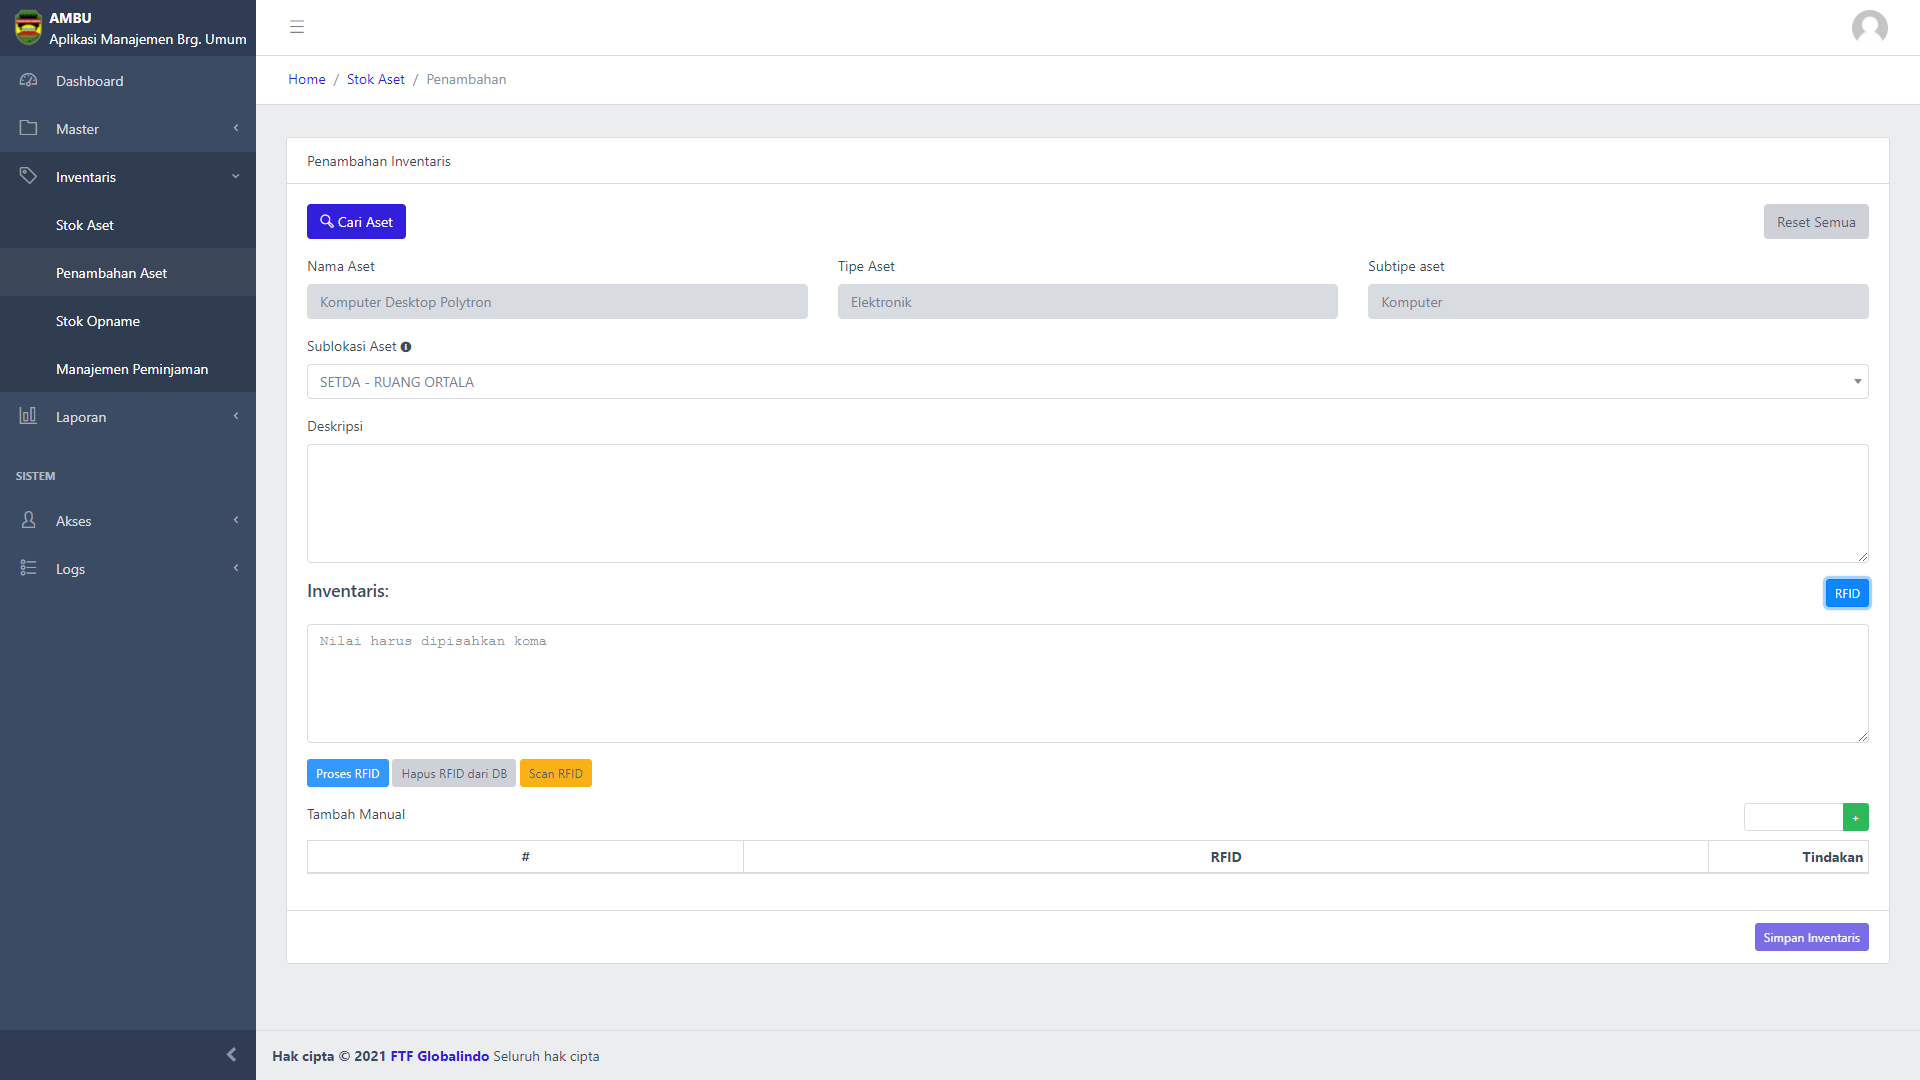 AMBU
Aplikasi Manajemen Brg. Umum
Dashboard
Master
Inventaris
Stok Aset
Penambahan Aset
Stok Opname
Manajemen Peminjaman
Laporan
SISTEM
Akses
Logs
Home / Stok Aset / Penambahan
Penambahan Inventaris
Cari Aset
Reset Semua
Nama Aset
Tipe Aset
Subtipe aset
Komputer Desktop Polytron
Elektronik
Komputer
Sublokasi Aset
SETDA - RUANG ORTALA
Deskripsi
Inventaris:
RFID
Nilai harus dipisahkan koma
Proses RFID
Hapus RFID dari DB
Scan RFID
Tambah Manual
+
# RFID Tindakan
Simpan Inventaris
Hak cipta © 2021 FTF Globalindo Seluruh hak cipta